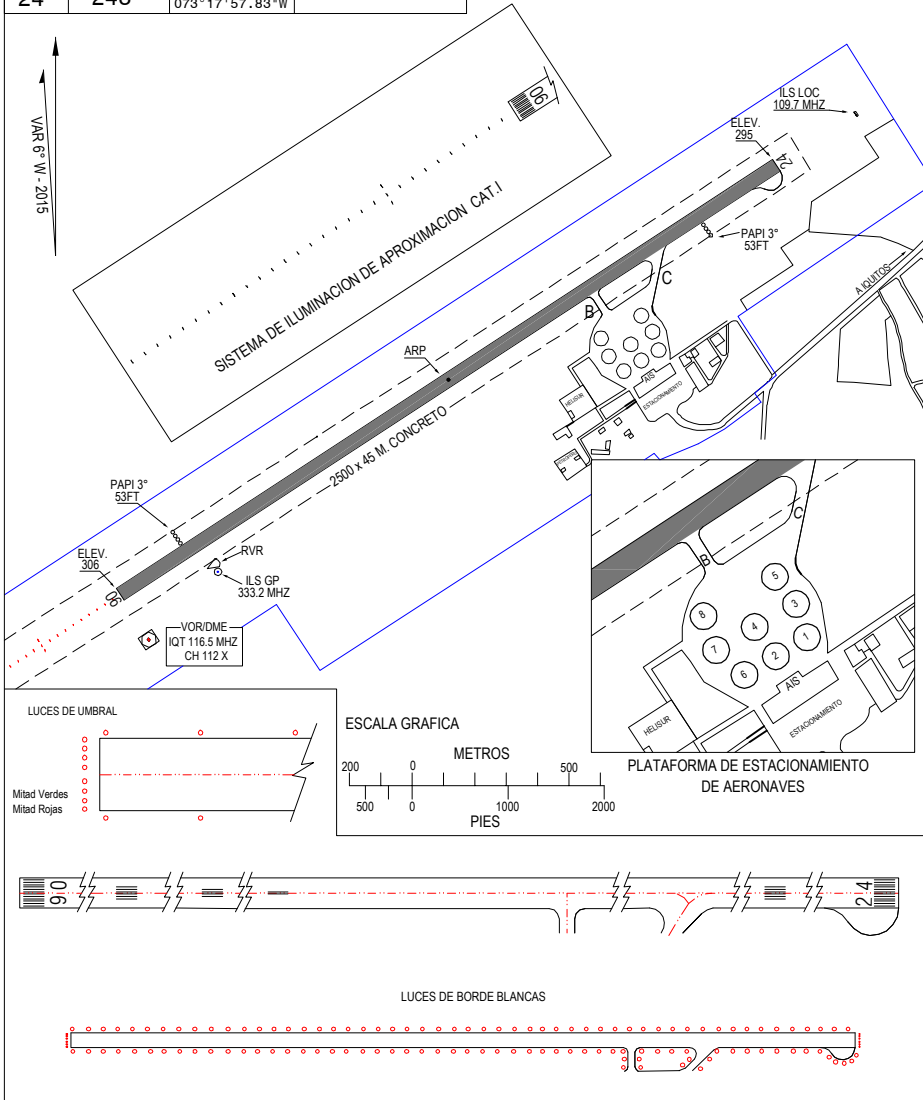 24
246°
073°17'57.83"W
VAR 6° W - 2015
06
SISTEMA DE ILUMINACION DE APROXIMACION CAT.I
ILS LOC
109.7 MHZ
ELEV.
295
24
PAPI 3°
53FT
A IQUITOS
C
B
ARP
2500 x 45 M. CONCRETO
AIS
ESTACIONAMIENTO
HELISUR
PAPI 3°
53FT
ELEV.
306
RVR
ILS GP
333.2 MHZ
06
VOR/DME
IQT 116.5 MHZ
CH 112 X
C
B
5
3
8
4
1
7
2
6
AIS
ESTACIONAMIENTO
HELISUR
PLATAFORMA DE ESTACIONAMIENTO
DE AERONAVES
LUCES DE UMBRAL
Mitad Verdes
Mitad Rojas
ESCALA GRAFICA
METROS
200 0 500
500 0 1000 2000
PIES
06
24
LUCES DE BORDE BLANCAS